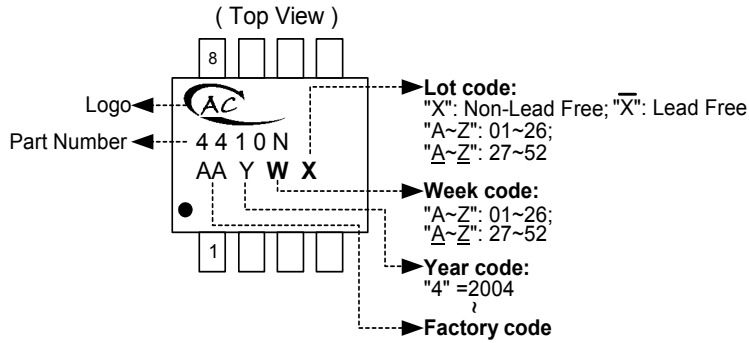 ( Top View )
8
Logo
AC
Part Number
4 4 1 0 N
AA Y W X
1
Lot code:
"X": Non-Lead Free; "X̅": Lead Free
"A~Z": 01~26;
"A̲~Z̲": 27~52
Week code:
"A~Z": 01~26;
"A̲~Z̲": 27~52
Year code:
"4" =2004
~
Factory code